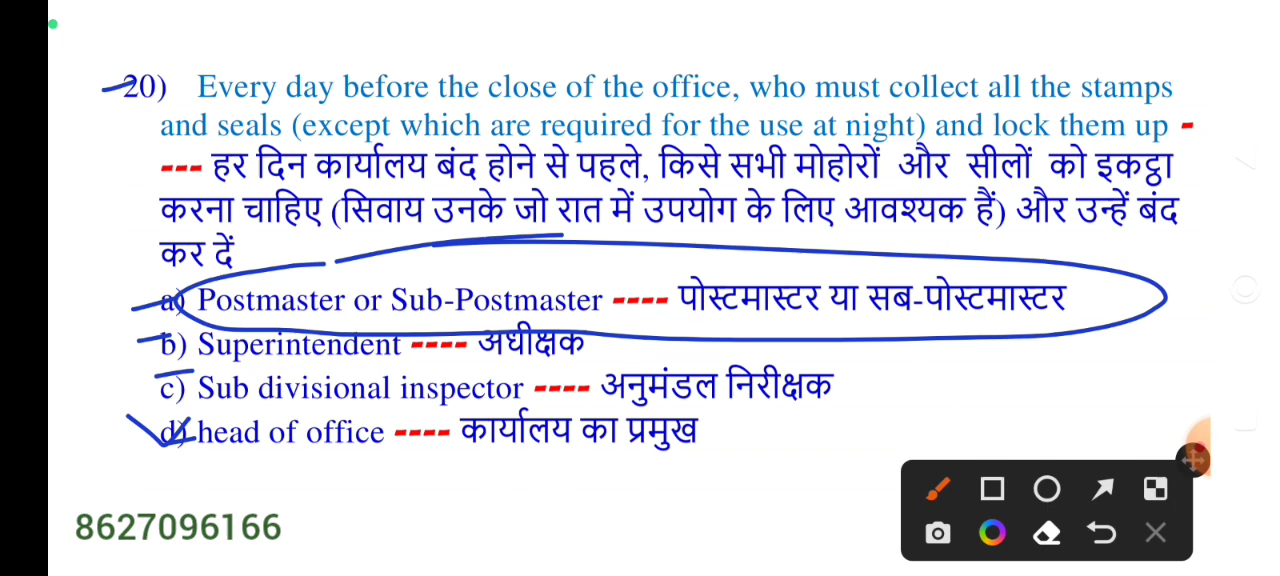 20) Every day before the close of the office, who must collect all the stamps
and seals (except which are required for the use at night) and lock them up -
--- हर दिन कार्यालय बंद होने से पहले, किसे सभी मोहोरों और सीलों को इकट्ठा
करना चाहिए (सिवाय उनके जो रात में उपयोग के लिए आवश्यक हैं) और उन्हें बंद
कर दें
a) Postmaster or Sub-Postmaster ---- पोस्टमास्टर या सब-पोस्टमास्टर
b) Superintendent ---- अधीक्षक
c) Sub divisional inspector ---- अनुमंडल निरीक्षक
d) head of office ---- कार्यालय का प्रमुख
8627096166